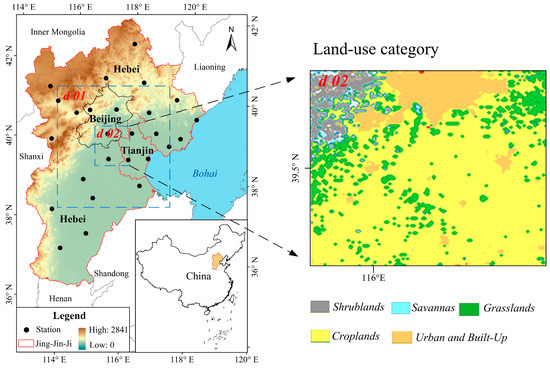 114° E 116° E 118° E 120° E
Inner Mongolia
N
42° N
42° N
Hebei
Liaoning
d 01
Beijing
40° N
40° N
d 02
Tianjin
Shanxi
Bohai
38° N
38° N
Hebei
Shandong
China
36° N
36° N
Henan
Legend
Station
High: 2841
Jing-Jin-Ji
Low: 0
114° E 116° E 118° E 120° E
Land-use category
d 02
39.5°
116°E
Shrublands
Savannas
Grasslands
Croplands
Urban and Built-Up